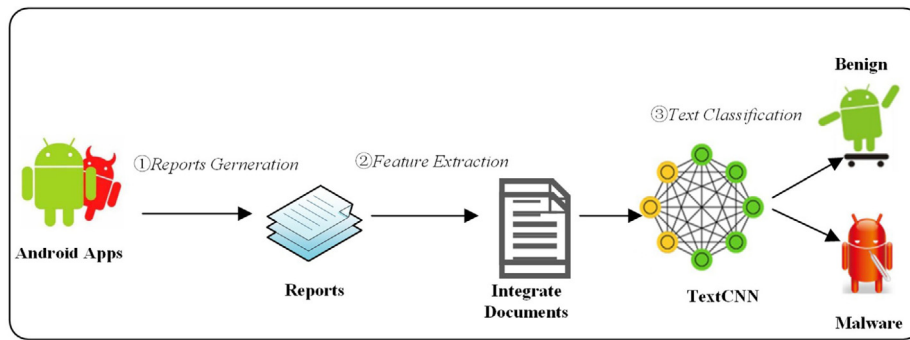 Benign
③Text Classification
①Reports Gerneration
②Feature Extraction
Android Apps
Reports
Integrate
Documents
TextCNN
Malware